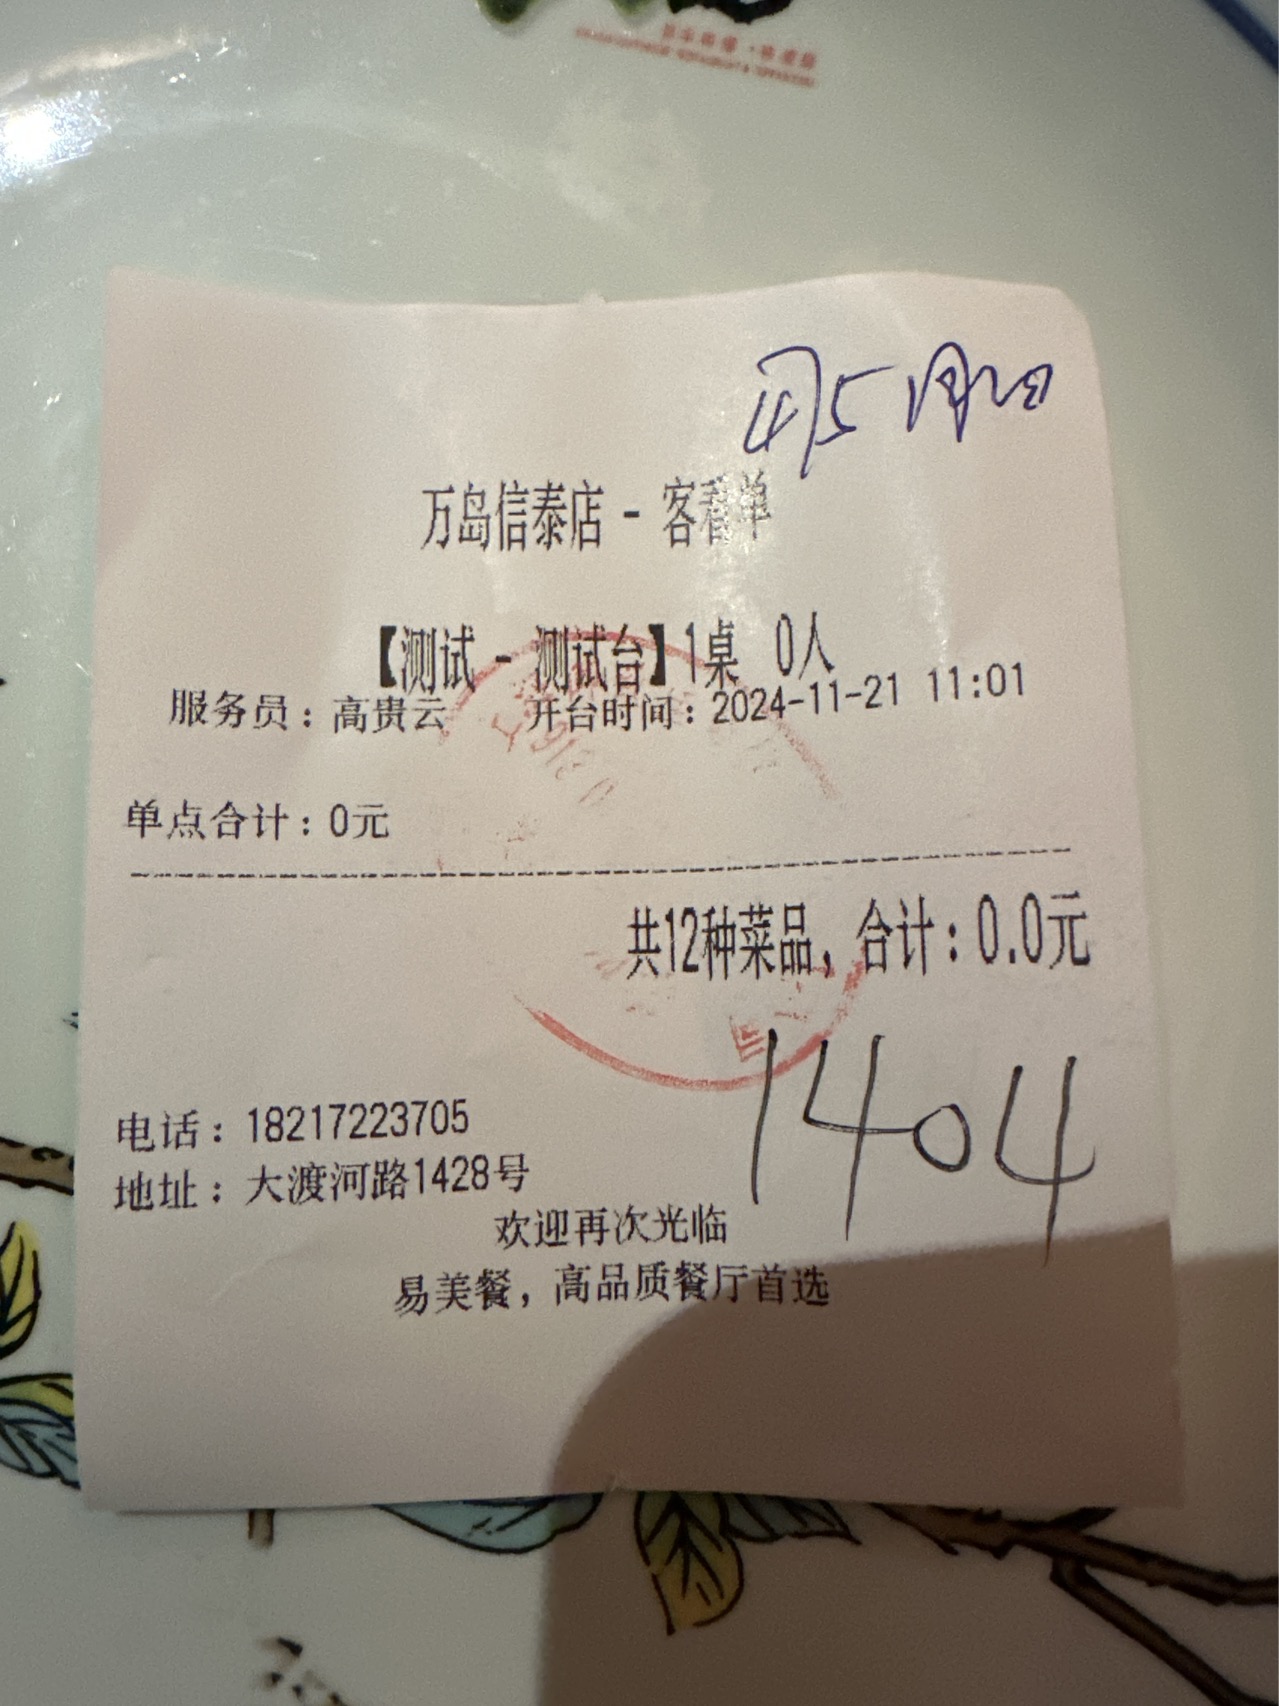 万岛信泰店 - 客看单
【测试 - 测试台】1桌 0人
服务员：高贵云 开台时间：2024-11-21 11:01
单点合计：0元
共12种菜品，合计：0.0元
1404
电话：18217223705
地址：大渡河路1428号
欢迎再次光临
易美餐，高品质餐厅首选